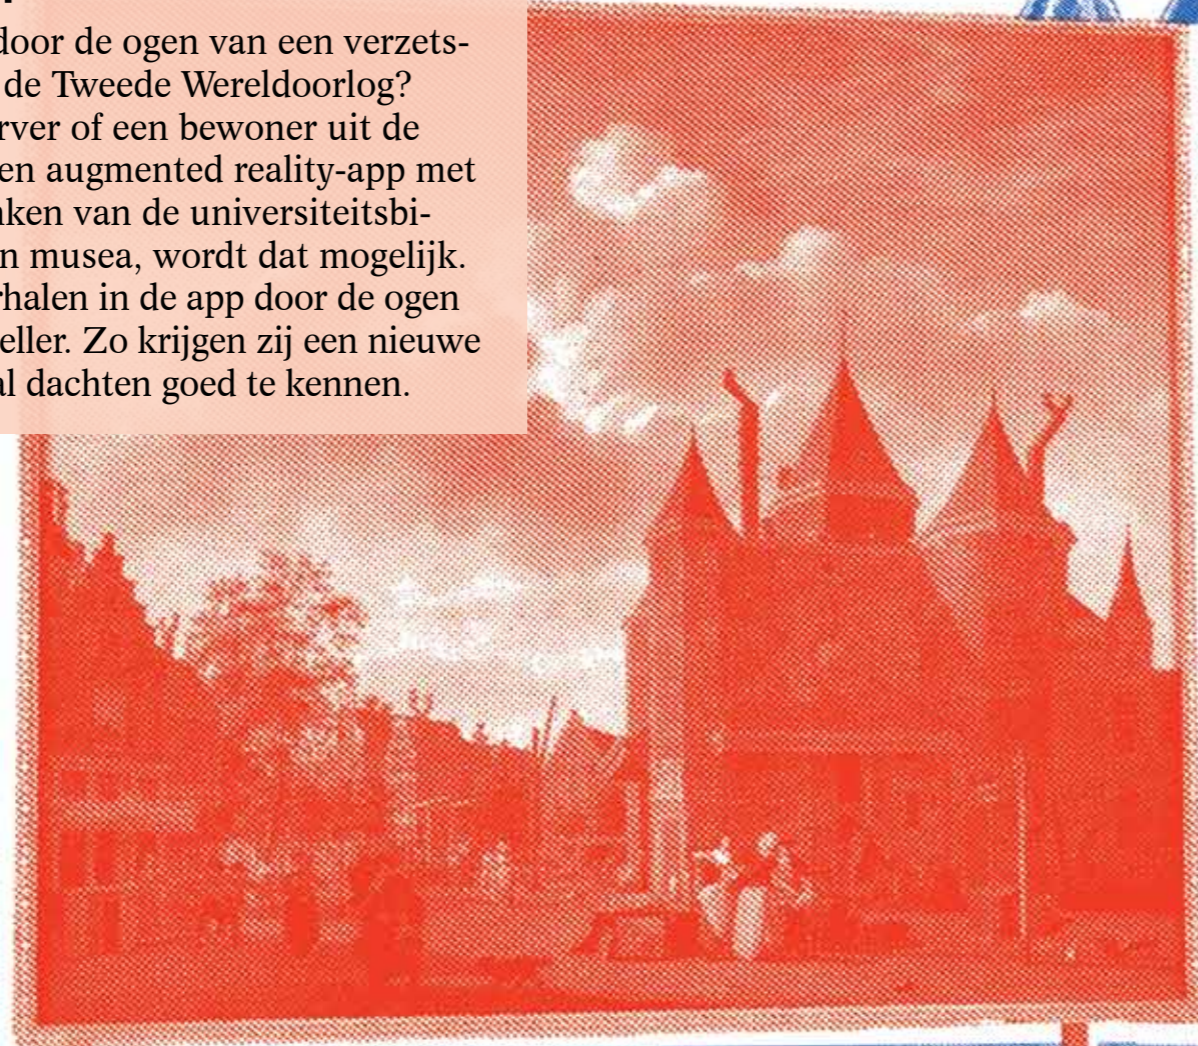 door de ogen van een verzets-
de Tweede Wereldoorlog?
rver of een bewoner uit de
en augmented reality-app met
ken van de universiteitsbi-
n musea, wordt dat mogelijk.
rhalen in de app door de ogen
eller. Zo krijgen zij een nieuwe
al dachten goed te kennen.